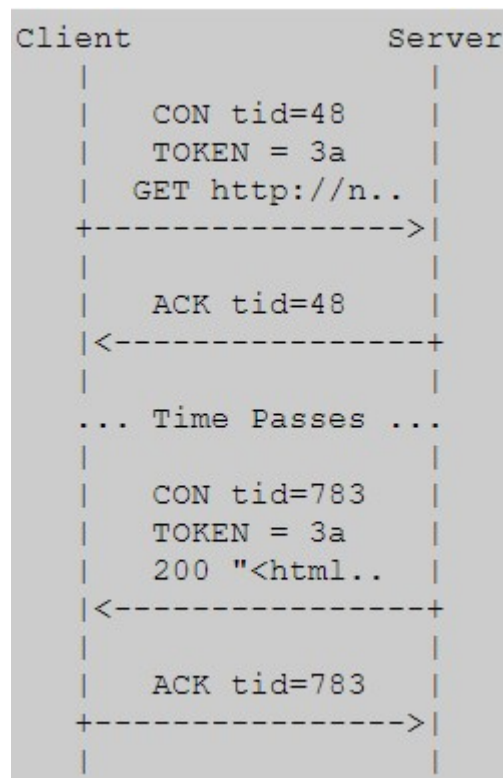 Client Server
| |
| CON tid=48 |
| TOKEN = 3a |
| GET http://n.. |
+---------------->|
| |
| ACK tid=48 |
|<----------------+
| |
... Time Passes ...
| |
| CON tid=783 |
| TOKEN = 3a |
| 200 "<html.. |
|<----------------+
| |
| ACK tid=783 |
+---------------->|
| |